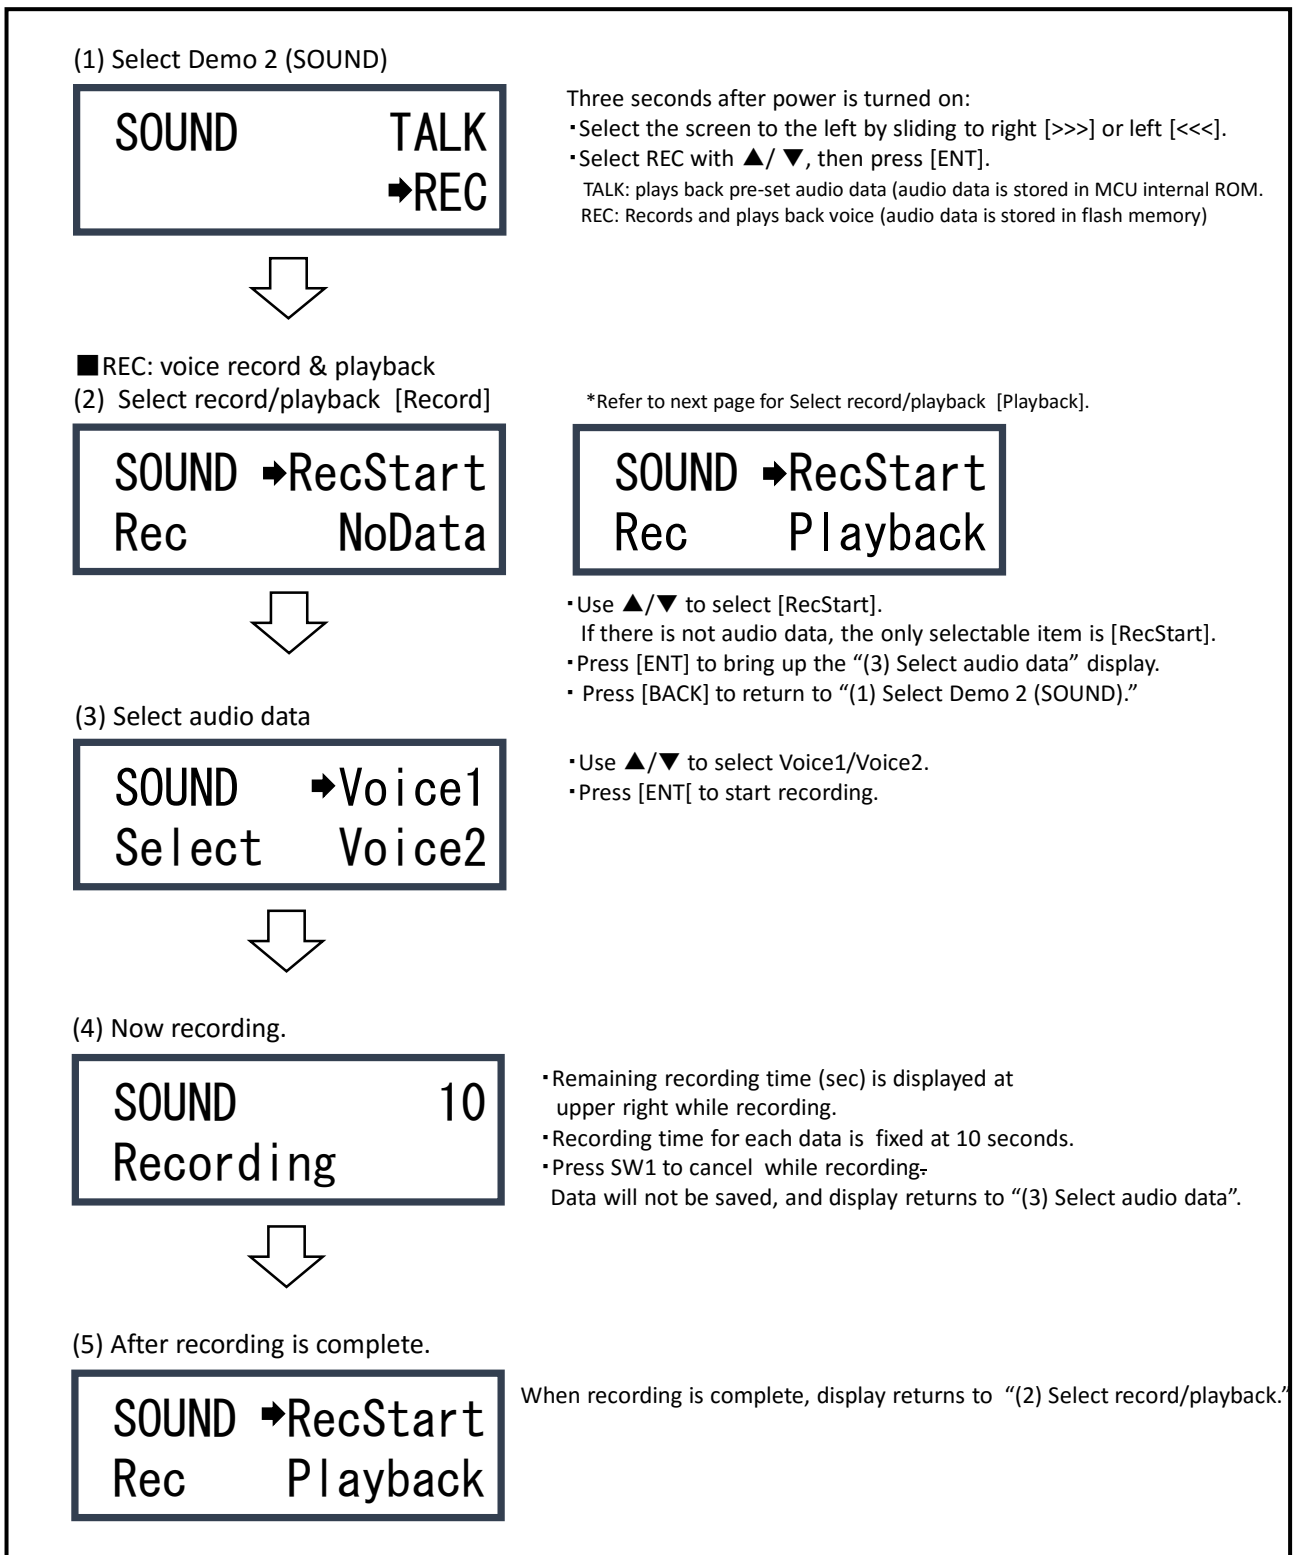 (1) Select Demo 2 (SOUND)
SOUND TALK
➡REC
Three seconds after power is turned on:
・Select the screen to the left by sliding to right [>>>] or left [<<<].
・Select REC with ▲/ ▼, then press [ENT].
TALK: plays back pre-set audio data (audio data is stored in MCU internal ROM.
REC: Records and plays back voice (audio data is stored in flash memory)
■REC: voice record & playback
(2) Select record/playback [Record]
*Refer to next page for Select record/playback [Playback].
SOUND ➡RecStart
Rec NoData
SOUND ➡RecStart
Rec Playback
・Use ▲/▼ to select [RecStart].
If there is not audio data, the only selectable item is [RecStart].
・Press [ENT] to bring up the “(3) Select audio data” display.
・ Press [BACK] to return to “(1) Select Demo 2 (SOUND).”
(3) Select audio data
SOUND ➡Voice1
Select Voice2
・Use ▲/▼ to select Voice1/Voice2.
・Press [ENT[ to start recording.
(4) Now recording.
SOUND 10
Recording
・Remaining recording time (sec) is displayed at
upper right while recording.
・Recording time for each data is fixed at 10 seconds.
・Press SW1 to cancel while recording.
Data will not be saved, and display returns to “(3) Select audio data”.
(5) After recording is complete.
SOUND ➡RecStart
Rec Playback
When recording is complete, display returns to “(2) Select record/playback.”